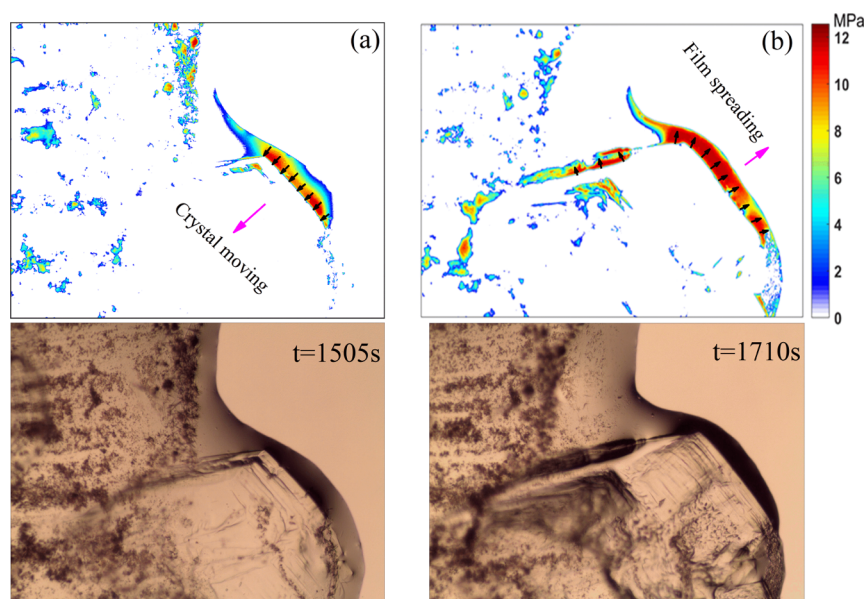 (a)
Crystal moving
(b)
Film spreading
MPa
12
10
8
6
4
2
0
t=1505s
t=1710s